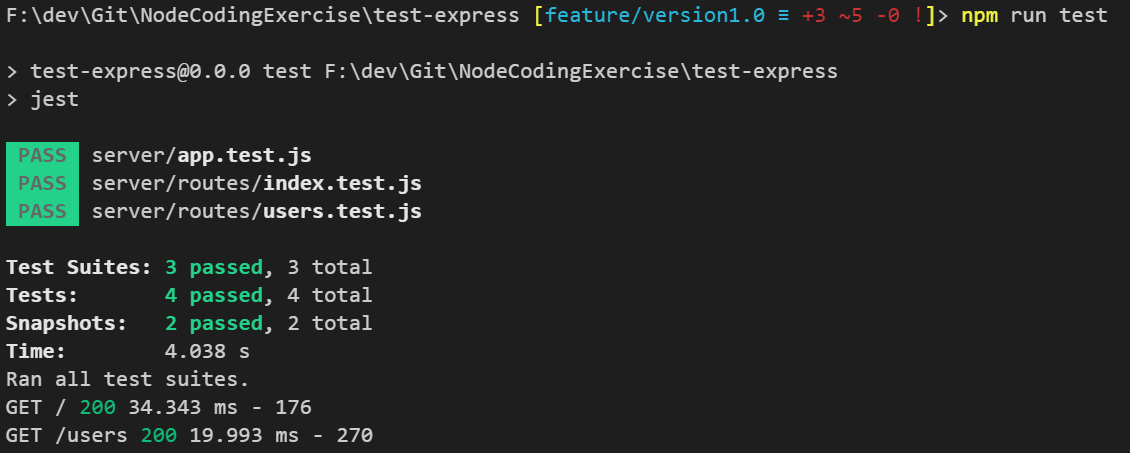 F:\dev\Git\NodeCodingExercise\test-express [feature/version1.0 ≡ +3 ~5 -0 !]> npm run test
> test-express@0.0.0 test F:\dev\Git\NodeCodingExercise\test-express
> jest
PASS server/app.test.js
PASS server/routes/index.test.js
PASS server/routes/users.test.js
Test Suites: 3 passed, 3 total
Tests: 4 passed, 4 total
Snapshots: 2 passed, 2 total
Time: 4.038 s
Ran all test suites.
GET / 200 34.343 ms - 176
GET /users 200 19.993 ms - 270